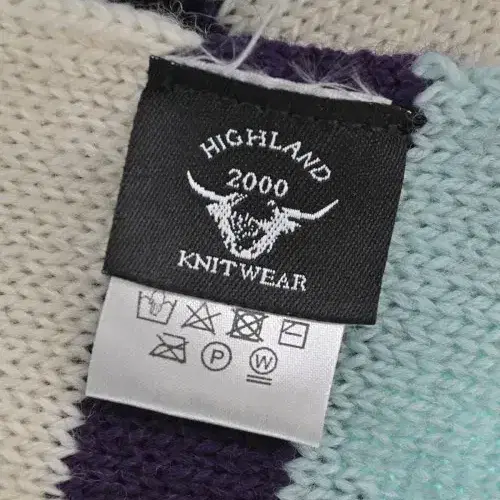 HIGHLAND
2000
KNITWEAR
P
W